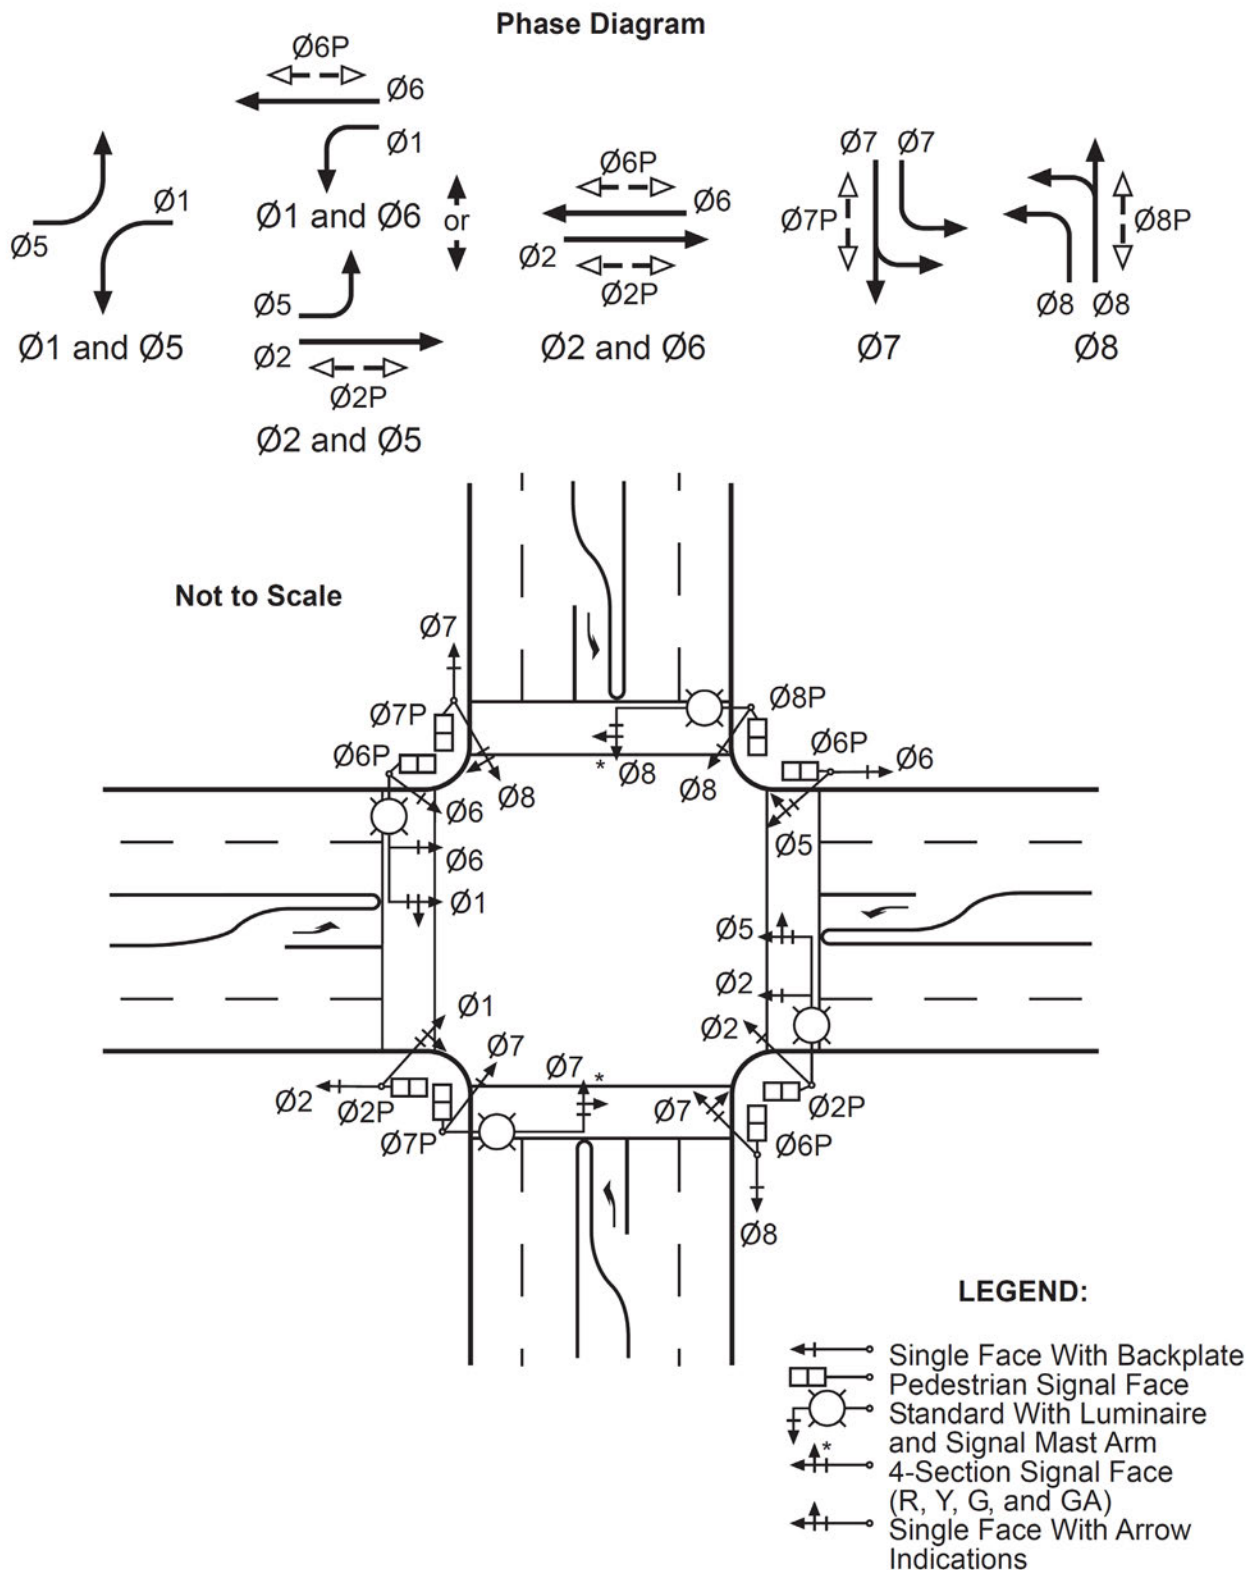 Phase Diagram
Ø6P
Ø6
Ø1
Ø1 and Ø6
or
Ø5
Ø1
Ø1 and Ø5
Ø5
Ø2
Ø2P
Ø2 and Ø5
Ø6P
Ø6
Ø2
Ø2P
Ø2 and Ø6
Ø7 Ø7
Ø7P
Ø7
Ø8P
Ø8 Ø8
Ø8
Not to Scale
Ø7
Ø7P
Ø6P
Ø8
Ø6
Ø6
Ø1
* Ø8
Ø8P
Ø8
Ø6P
Ø6
Ø5
Ø5
Ø2
Ø2
Ø1
Ø7
Ø2
Ø2P
Ø7P
Ø7 *
Ø7
Ø2P
Ø6P
Ø8
LEGEND:
Single Face With Backplate
Pedestrian Signal Face
Standard With Luminaire
and Signal Mast Arm
*
4-Section Signal Face
(R, Y, G, and GA)
Single Face With Arrow
Indications